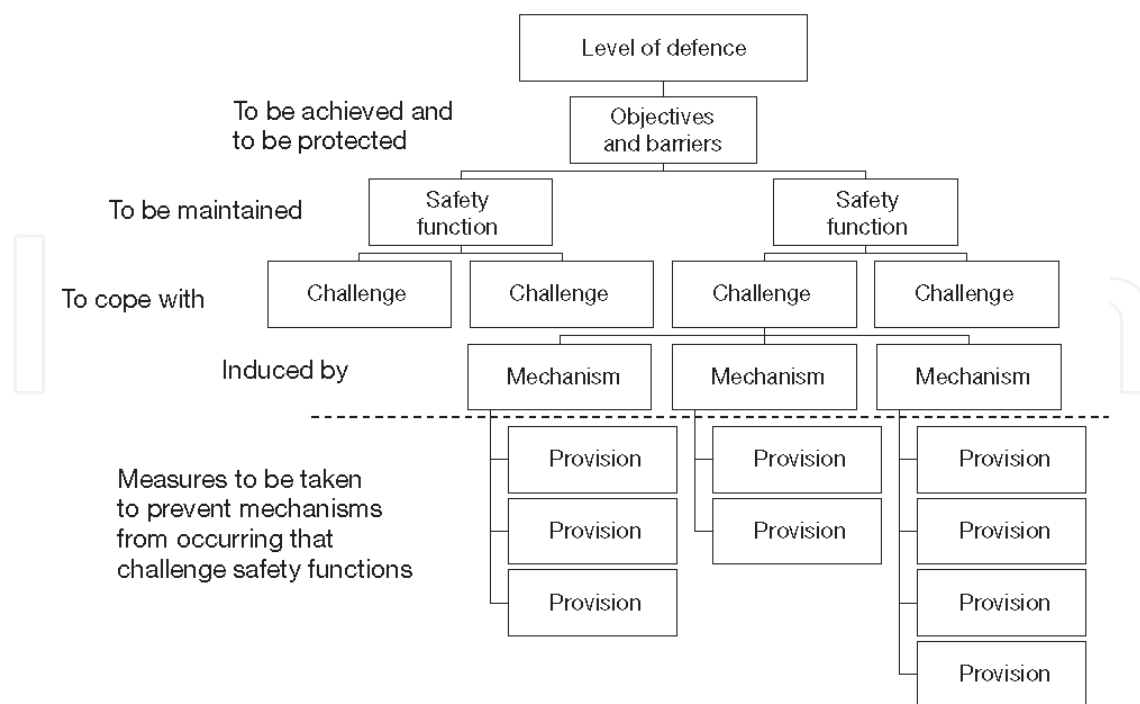 Level of defence
To be achieved and
to be protected
Objectives
and barriers
To be maintained
Safety
function
Safety
function
To cope with
Challenge
Challenge
Challenge
Challenge
Induced by
Mechanism
Mechanism
Mechanism
Measures to be taken
to prevent mechanisms
from occurring that
challenge safety functions
Provision
Provision
Provision
Provision
Provision
Provision
Provision
Provision
Provision